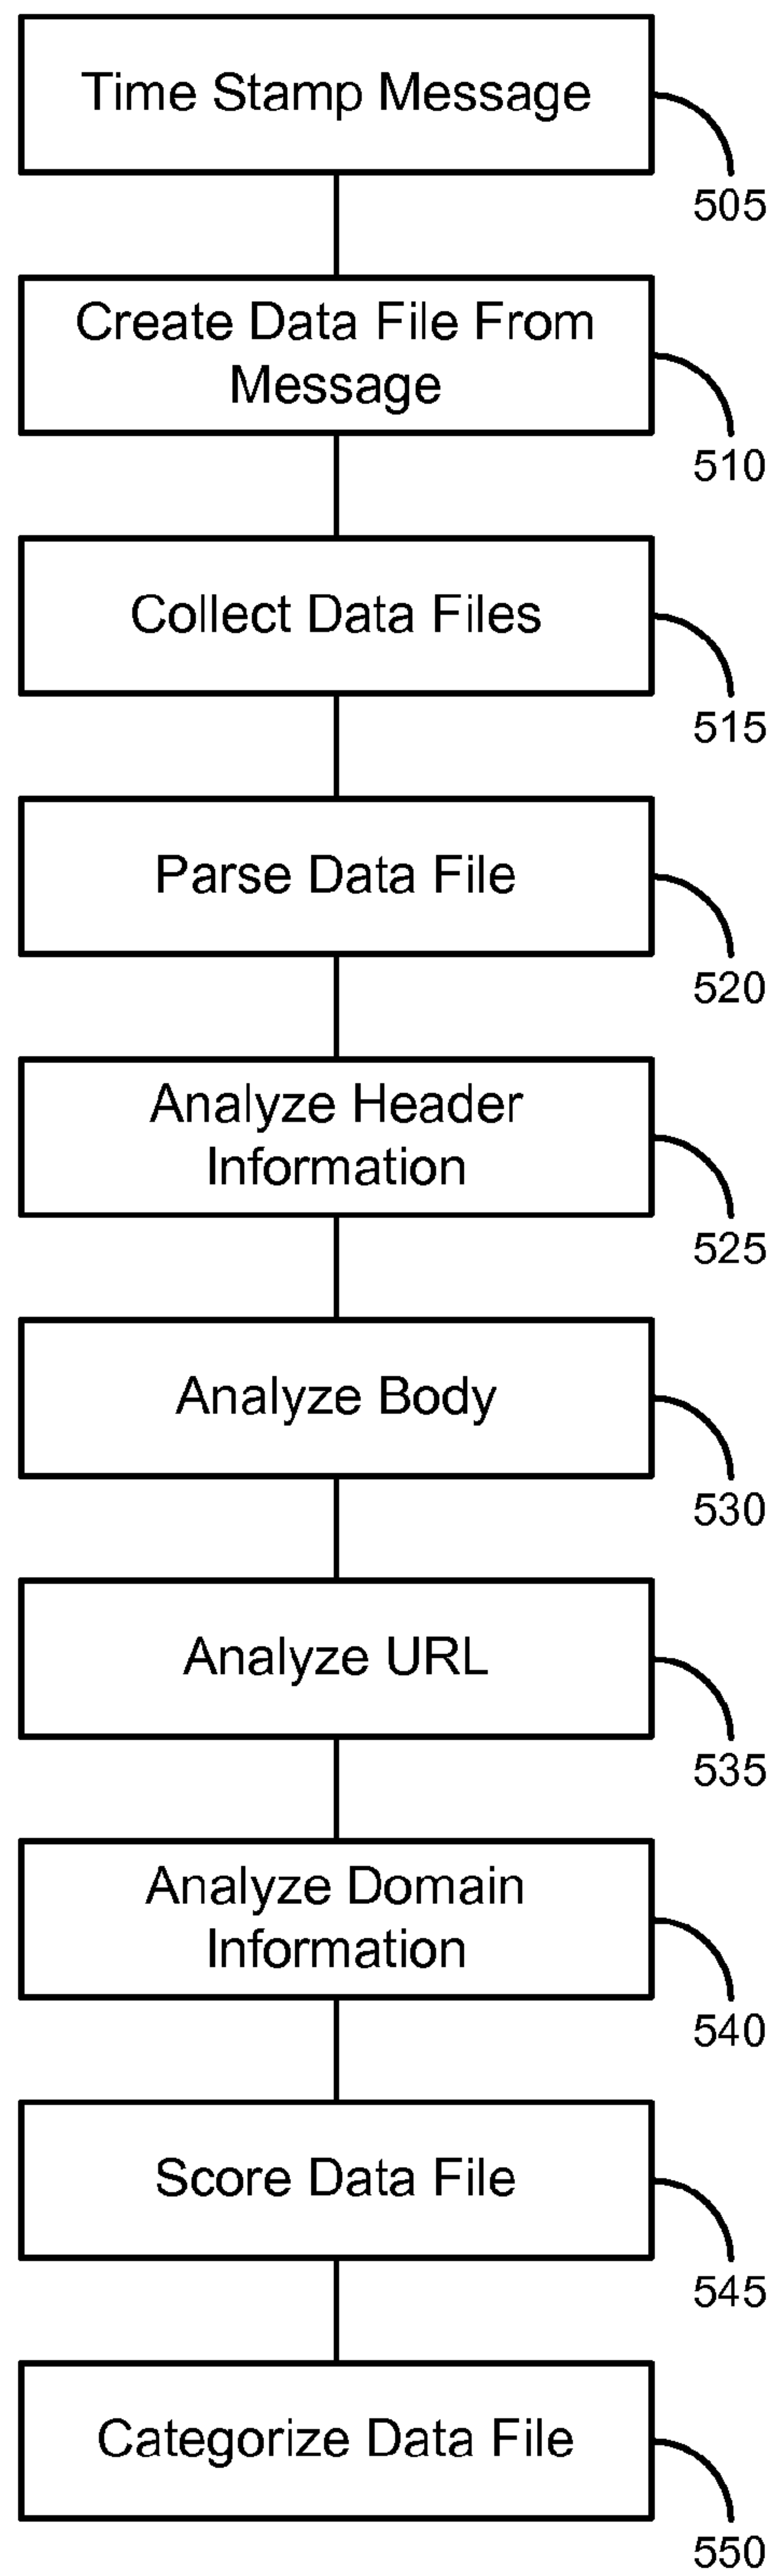 Time Stamp Message
505
Create Data File From
Message
510
Collect Data Files
515
Parse Data File
520
Analyze Header
Information
525
Analyze Body
530
Analyze URL
535
Analyze Domain
Information
540
Score Data File
545
Categorize Data File
550